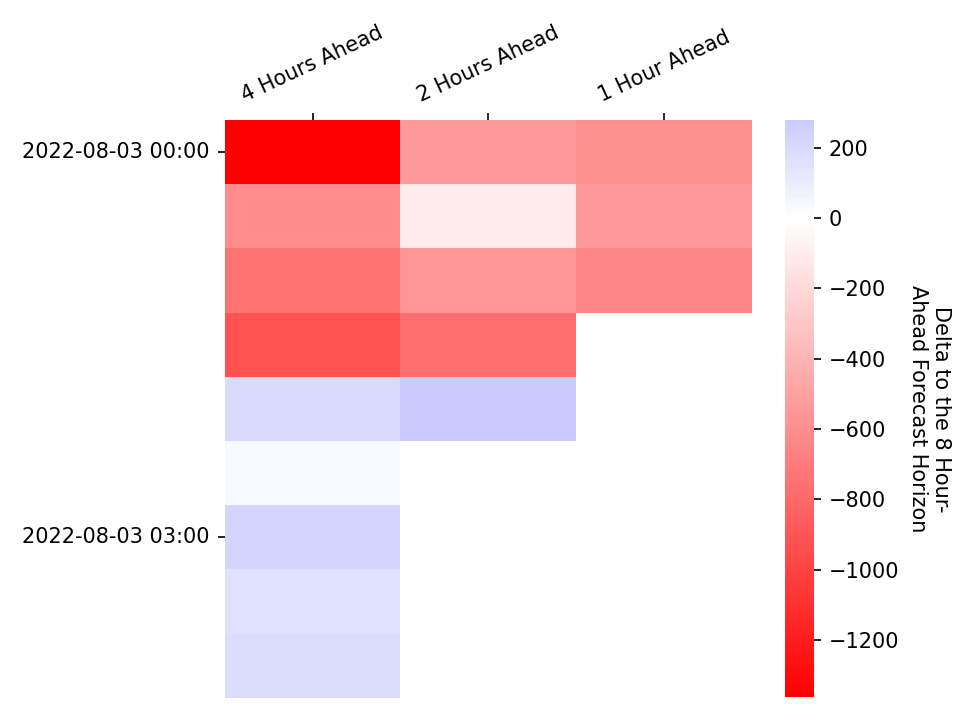 4 Hours Ahead
2 Hours Ahead
1 Hour Ahead
2022-08-03 00:00
2022-08-03 03:00
200
0
−200
−400
−600
−800
−1000
−1200
Delta to the 8 Hour-
Ahead Forecast Horizon